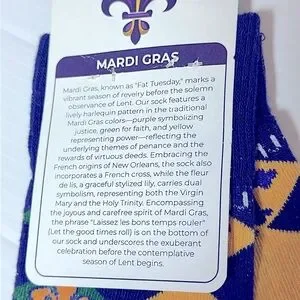 MARDI GRAS
Mardi Gras, known as "Fat Tuesday," marks a
vibrant season of revelry before the solemn
observance of Lent. Our sock features a
lively harlequin pattern in the traditional
Mardi Gras colors—purple symbolizing
justice, green for faith, and yellow
representing power—reflecting the
underlying themes of penance and the
rewards of virtuous deeds. Embracing the
French origins of New Orleans, the sock also
incorporates a French cross, while the fleur
de lis, a graceful stylized lily, carries dual
symbolism, representing both the Virgin
Mary and the Holy Trinity. Encompassing
the joyous and carefree spirit of Mardi Gras,
the phrase "Laissez les bons temps rouler"
(Let the good times roll) is on the bottom of
our sock and underscores the exuberant
celebration before the contemplative
season of Lent begins.